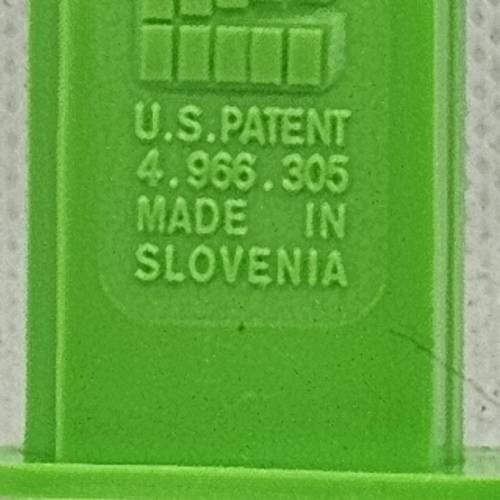 U.S.PATENT
4.966.305
MADE IN
SLOVENIA